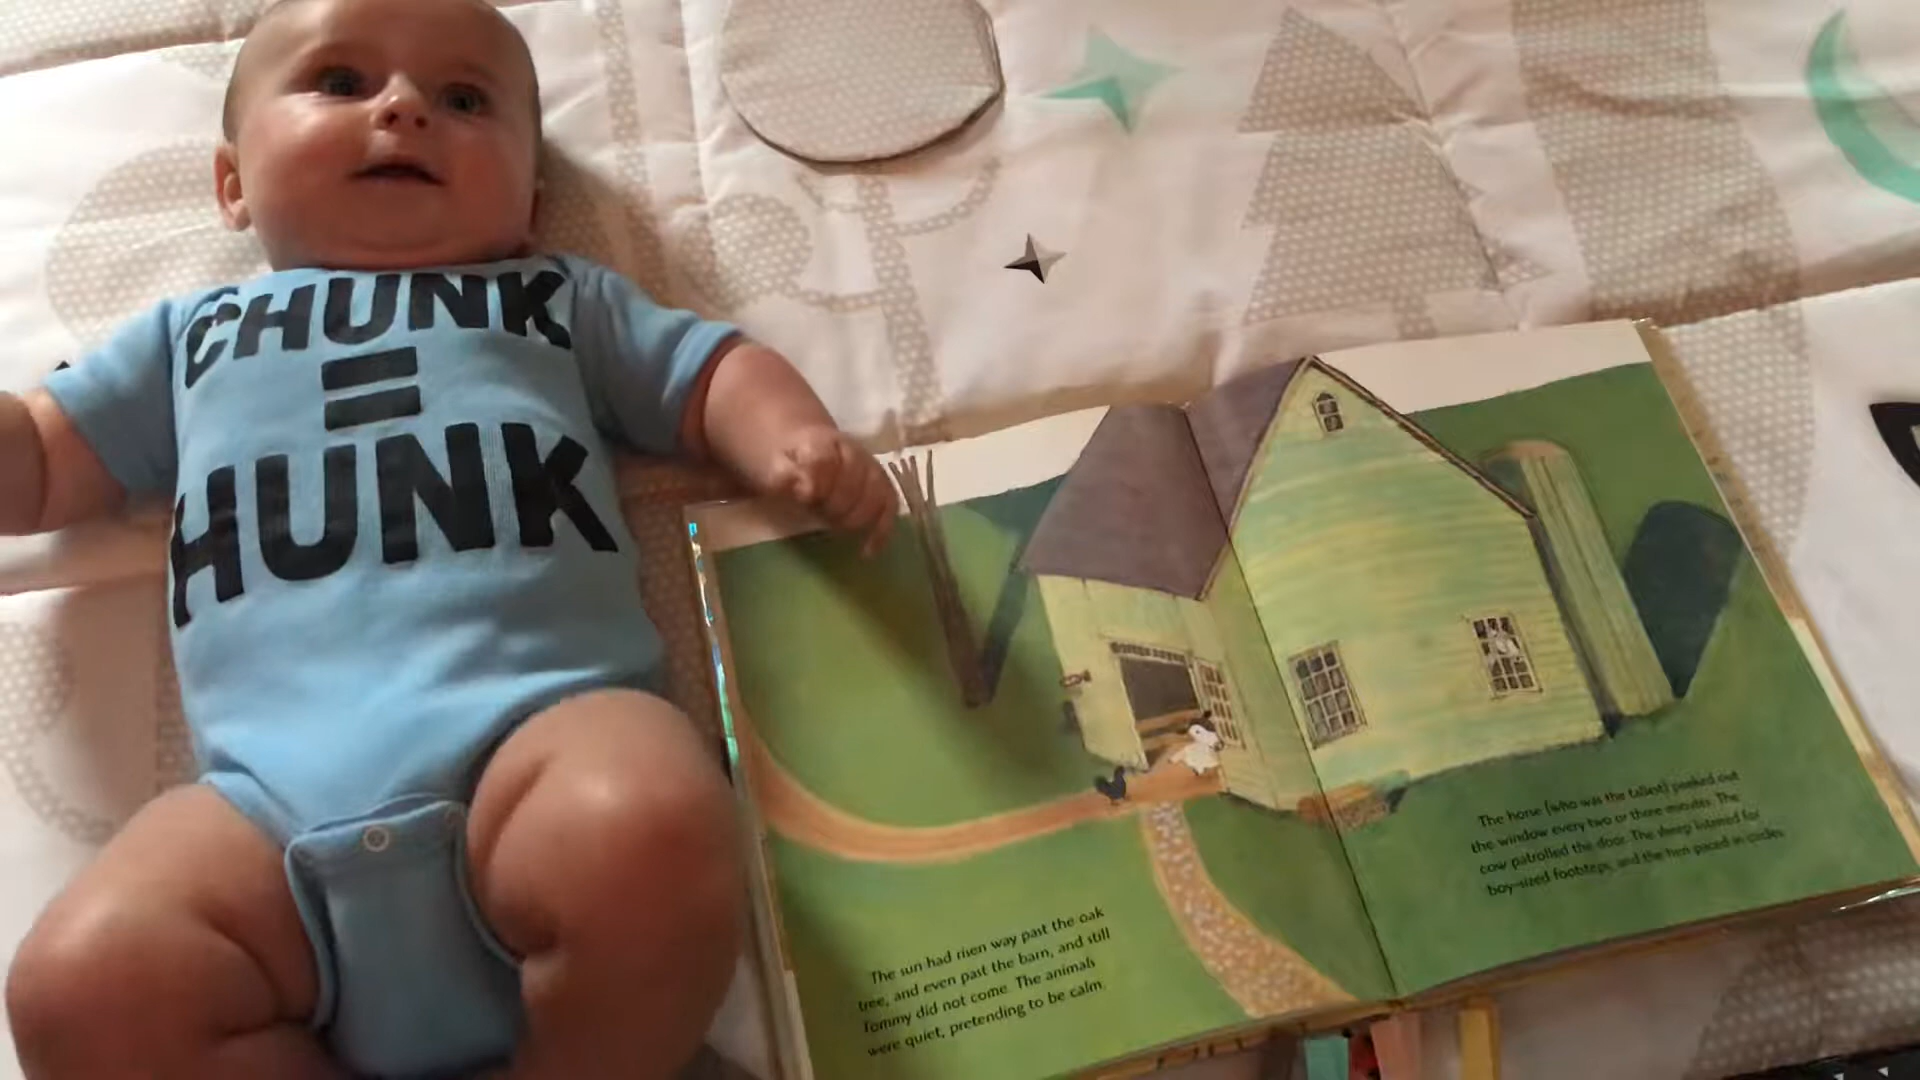 CHUNK
=
HUNK
The sun had risen way past the oak
tree, and even past the barn, and still
Tommy did not come. The animals
were quiet, pretending to be calm.
The horse (who was the tallest) peeked out
the window every two or three minutes. The
cow patrolled the door. The sheep listened for
boy-sized footsteps, and the hen paced in circles.